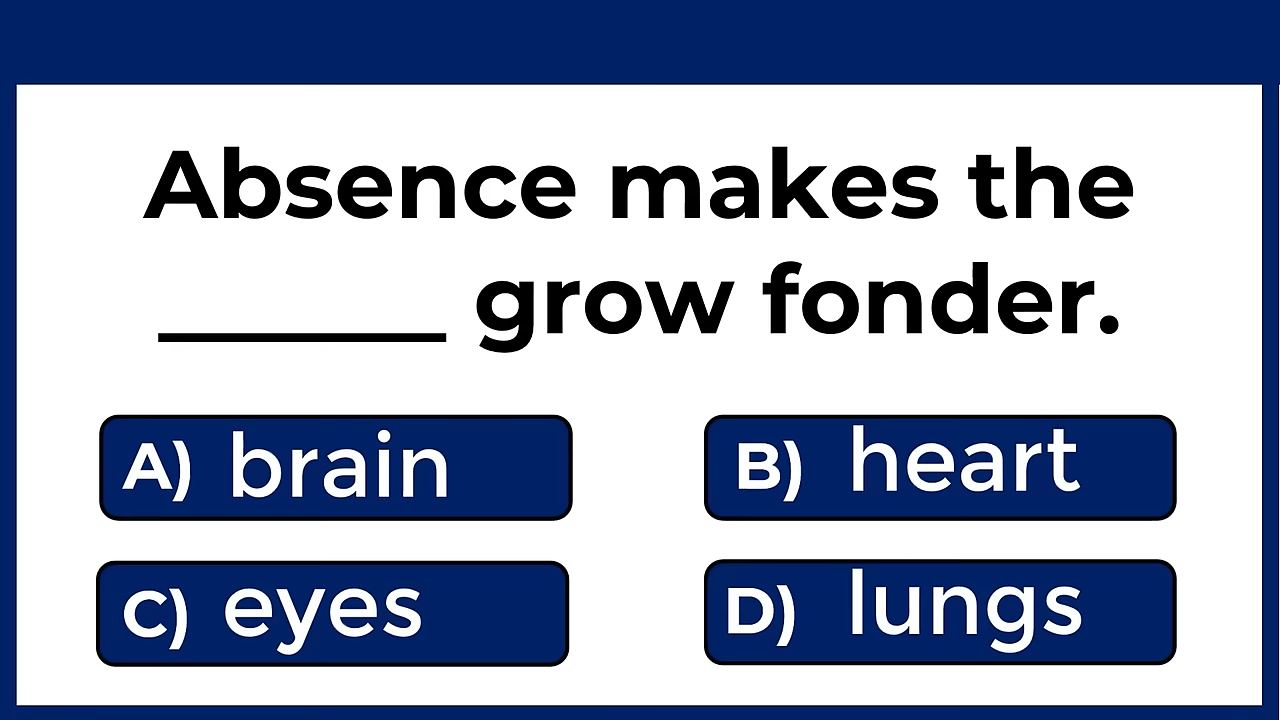 Absence makes the
______ grow fonder.
A) brain
B) heart
C) eyes
D) lungs